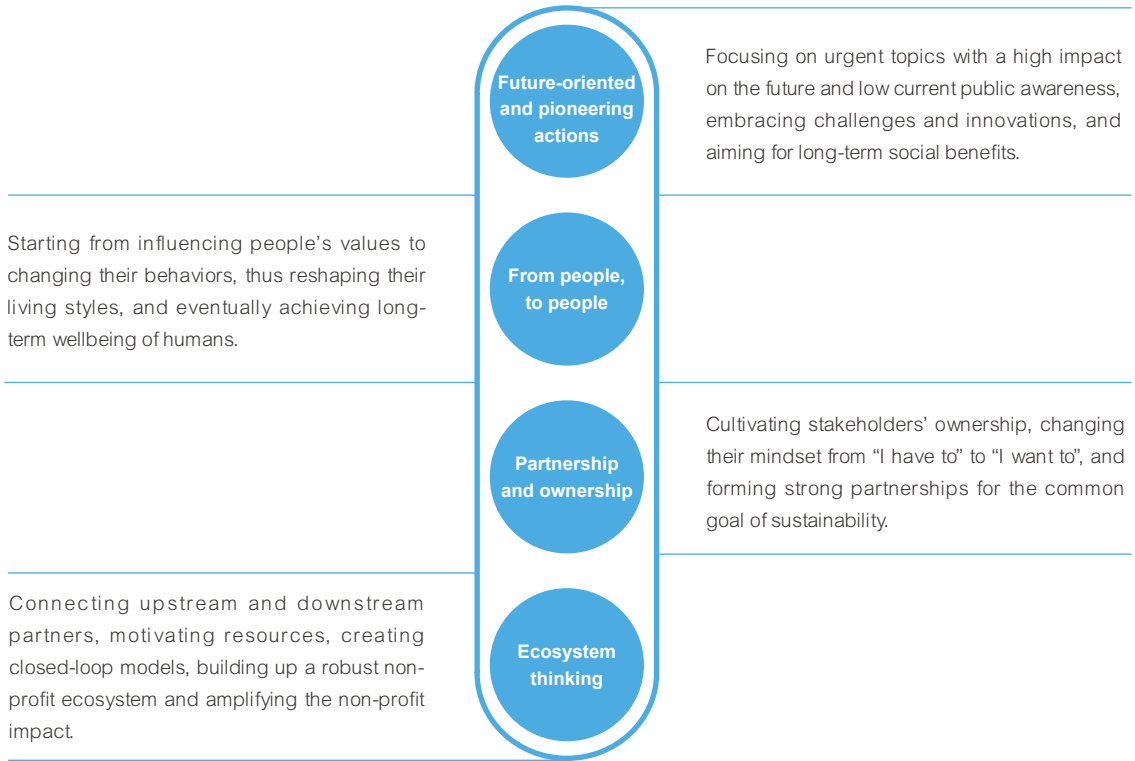 Future-oriented
and pioneering
actions
Focusing on urgent topics with a high impact
on the future and low current public awareness,
embracing challenges and innovations, and
aiming for long-term social benefits.
Starting from influencing people’s values to
changing their behaviors, thus reshaping their
living styles, and eventually achieving long-
term wellbeing of humans.
From people,
to people
Partnership
and ownership
Cultivating stakeholders’ ownership, changing
their mindset from “I have to” to “I want to”, and
forming strong partnerships for the common
goal of sustainability.
Connecting upstream and downstream
partners, motivating resources, creating
closed-loop models, building up a robust non-
profit ecosystem and amplifying the non-profit
impact.
Ecosystem
thinking